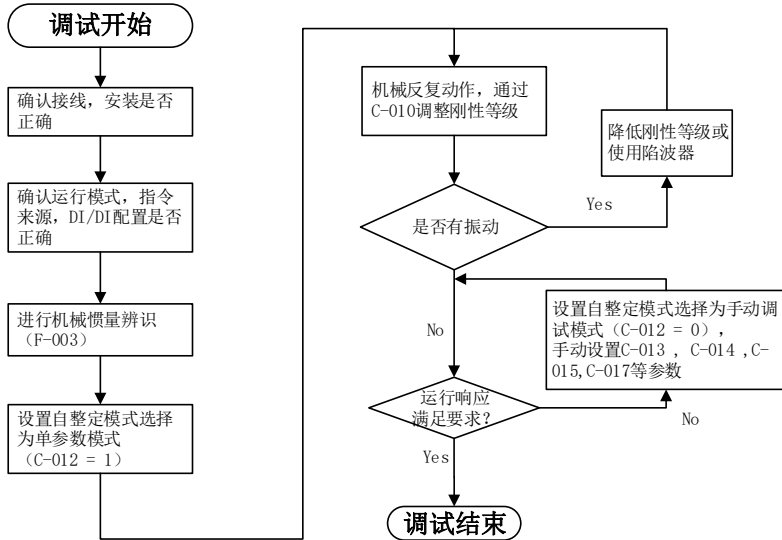 调试开始
确认接线，安装是否
正确
确认运行模式，指令
来源，DI/DI配置是否
正确
进行机械惯量辨识
（F-003）
设置自整定模式选择
为单参数模式
（C-012 = 1）
机械反复动作，通过
C-010调整刚性等级
是否有振动
Yes
降低刚性等级或
使用陷波器
No
运行响应
满足要求？
No
设置自整定模式选择为手动调
试模式（C-012 = 0），
手动设置C-013 , C-014 ,C-
015,C-017等参数
Yes
调试结束